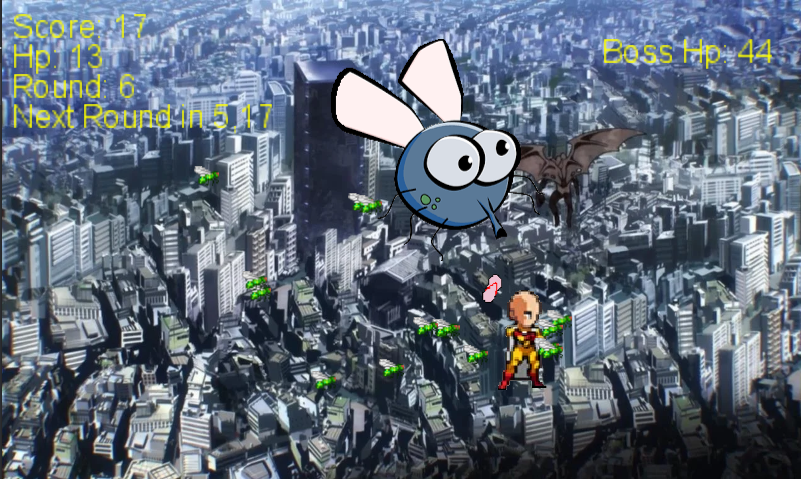 Score: 17
Hp: 13
Round: 6
Next Round in 5,17
Boss Hp: 44